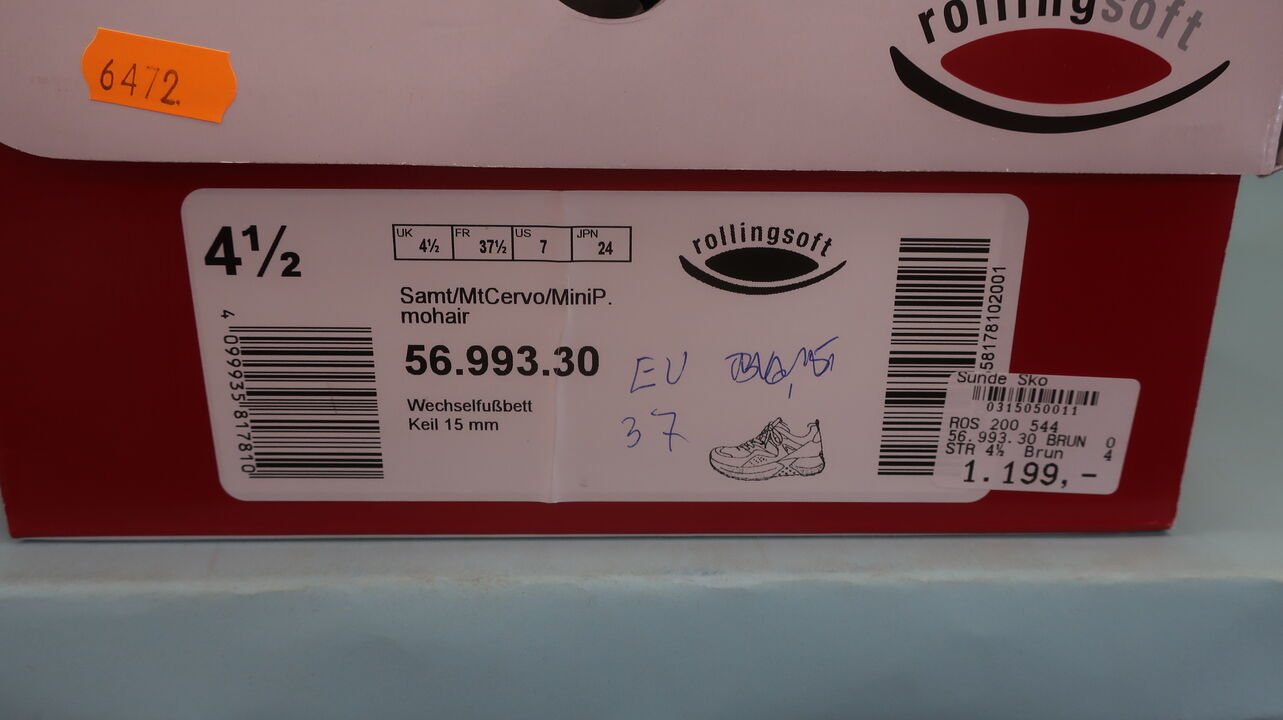 rollingsoft
6472
4½
UK 4½ FR 37½ US 7 JPN 24
rollingsoft
Samt/MtCervo/MiniP.
mohair
56.993.30
Wechselfußbett
Keil 15 mm
EU
37
4 099935 817810
58178102001
Sunde Sko
0315050011
ROS 200 544
56.993.30 BRUN 0
STR 4½ Brun 4
1.199,-